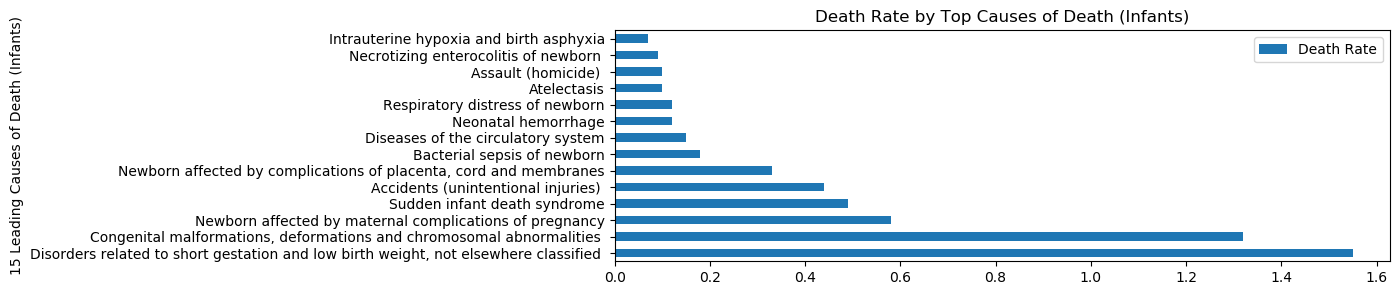 Death Rate by Top Causes of Death (Infants)
15 Leading Causes of Death (Infants)
Intrauterine hypoxia and birth asphyxia
Necrotizing enterocolitis of newborn
Assault (homicide)
Atelectasis
Respiratory distress of newborn
Neonatal hemorrhage
Diseases of the circulatory system
Bacterial sepsis of newborn
Newborn affected by complications of placenta, cord and membranes
Accidents (unintentional injuries)
Sudden infant death syndrome
Newborn affected by maternal complications of pregnancy
Congenital malformations, deformations and chromosomal abnormalities
Disorders related to short gestation and low birth weight, not elsewhere classified
Death Rate
0.0 0.2 0.4 0.6 0.8 1.0 1.2 1.4 1.6